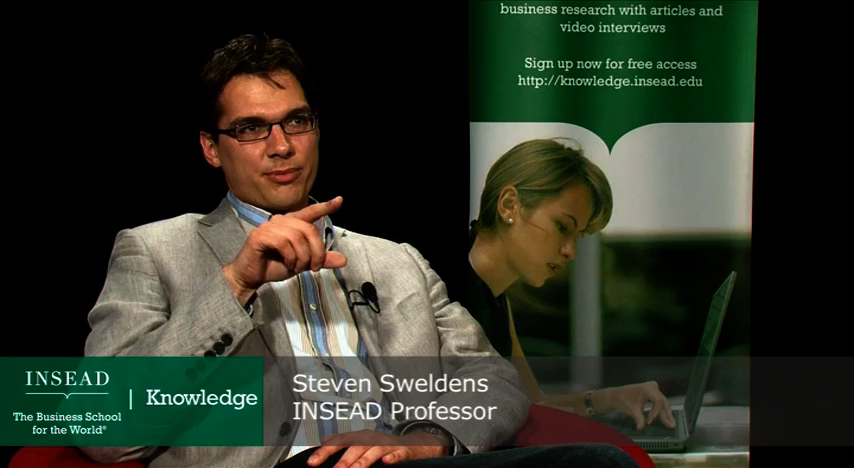 business research with articles and
video interviews
Sign up now for free access
http://knowledge.insead.edu
INSEAD
The Business School
for the World®
| Knowledge
Steven Sweldens
INSEAD Professor